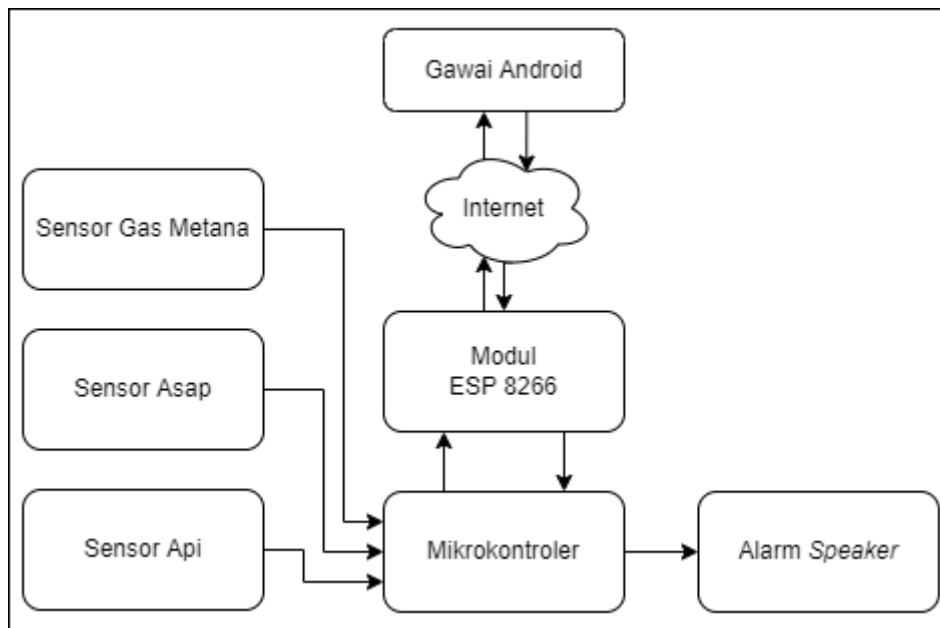 Gawai Android
Internet
Sensor Gas Metana
Modul
ESP 8266
Sensor Asap
Sensor Api
Mikrokontroler
Alarm Speaker